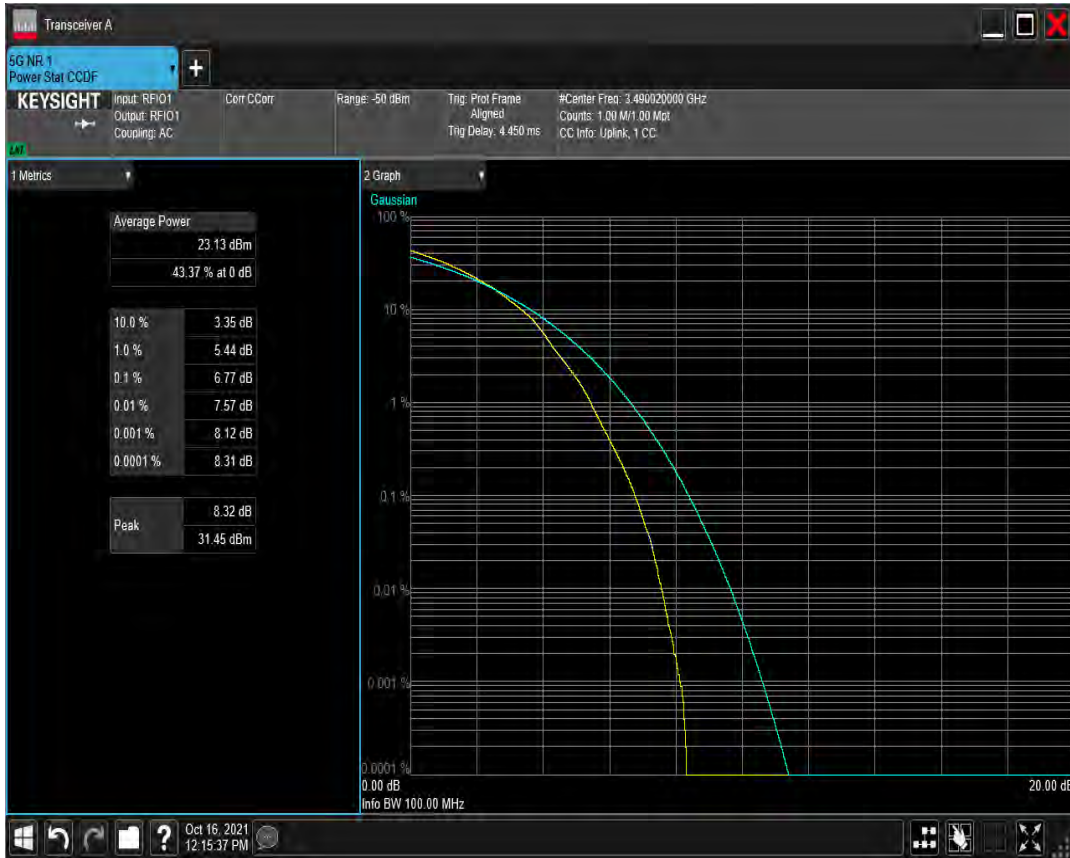 Transceiver A
5G NR 1
Power Stat CCDF
+
KEYSIGHT
Input: RFIO1
Output: RFIO1
Coupling: AC
Corr CCorr
Range: -50 dBm
Trig: Prot Frame
Aligned
Trig Delay: 4.450 ms
#Center Freq: 3.490020000 GHz
Counts: 1.00 M/1.00 Mpt
CC Info: Uplink, 1 CC
LNT
1 Metrics
Average Power
23.13 dBm
43.37 % at 0 dB
10.0 % 3.35 dB
1.0 % 5.44 dB
0.1 % 6.77 dB
0.01 % 7.57 dB
0.001 % 8.12 dB
0.0001 % 8.31 dB
Peak
8.32 dB
31.45 dBm
2 Graph
Gaussian
100 %
10 %
1 %
0.1 %
0.01 %
0.001 %
0.0001 %
0.00 dB
20.00 dB
Info BW 100.00 MHz
?
Oct 16, 2021
12:15:37 PM